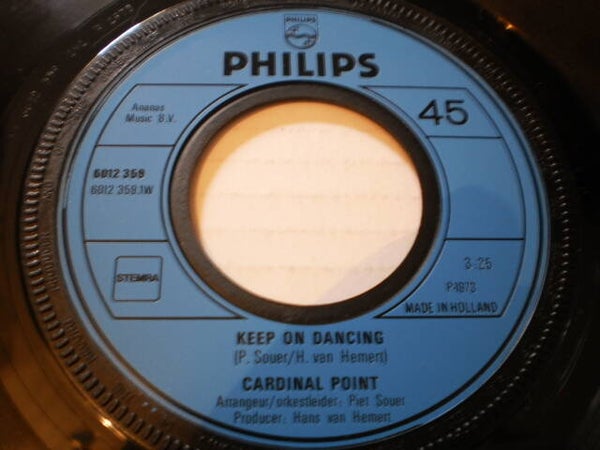 PHILIPS
PHILIPS
Ananas
Music B.V.
45
6012 359
6012 359.1W
STEMRA
3:25
P.1973
MADE IN HOLLAND
KEEP ON DANCING
(P. Souer/H. van Hemert)
CARDINAL POINT
Arrangeur/orkestleider: Piet Souer
Producer: Hans van Hemert